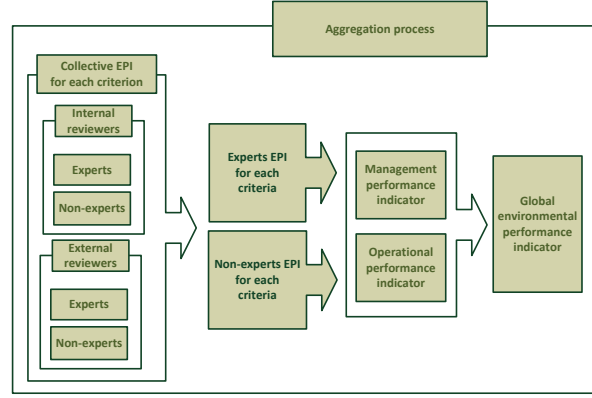 Aggregation process
Collective EPI
for each criterion
Internal
reviewers
Experts
Non-experts
External
reviewers
Experts
Non-experts
Experts EPI
for each
criteria
Non-experts EPI
for each
criteria
Management
performance
indicator
Operational
performance
indicator
Global
environmental
performance
indicator